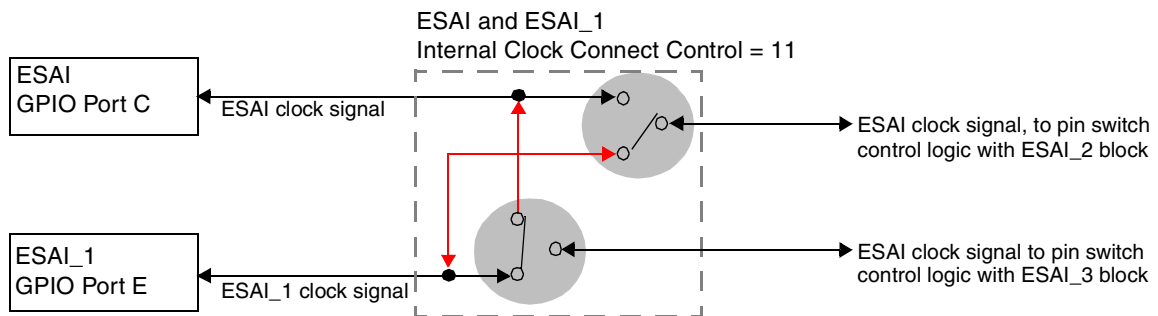 ESAI and ESAI_1
Internal Clock Connect Control = 11
ESAI
GPIO Port C
ESAI clock signal
ESAI clock signal, to pin switch
control logic with ESAI_2 block
ESAI_1
GPIO Port E
ESAI_1 clock signal
ESAI clock signal to pin switch
control logic with ESAI_3 block